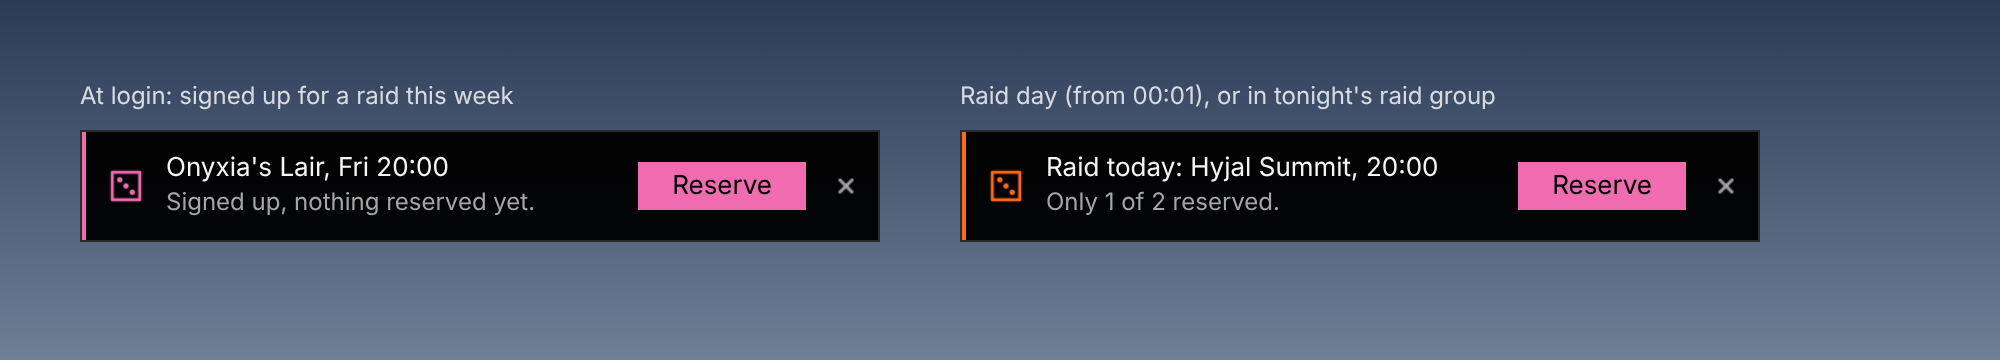 At login: signed up for a raid this week
Onyxia's Lair, Fri 20:00
Signed up, nothing reserved yet.
Reserve
Raid day (from 00:01), or in tonight's raid group
Raid today: Hyjal Summit, 20:00
Only 1 of 2 reserved.
Reserve